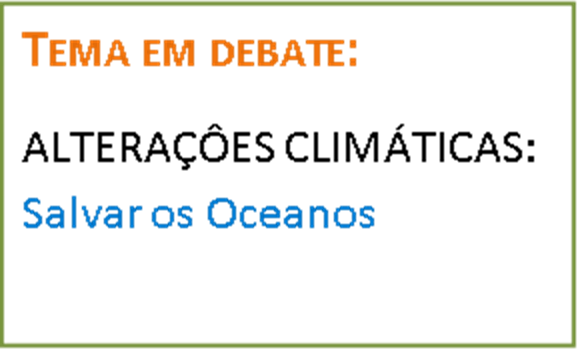 TEMA EM DEBATE:
ALTERAÇÔES CLIMÁTICAS:
Salvar os Oceanos